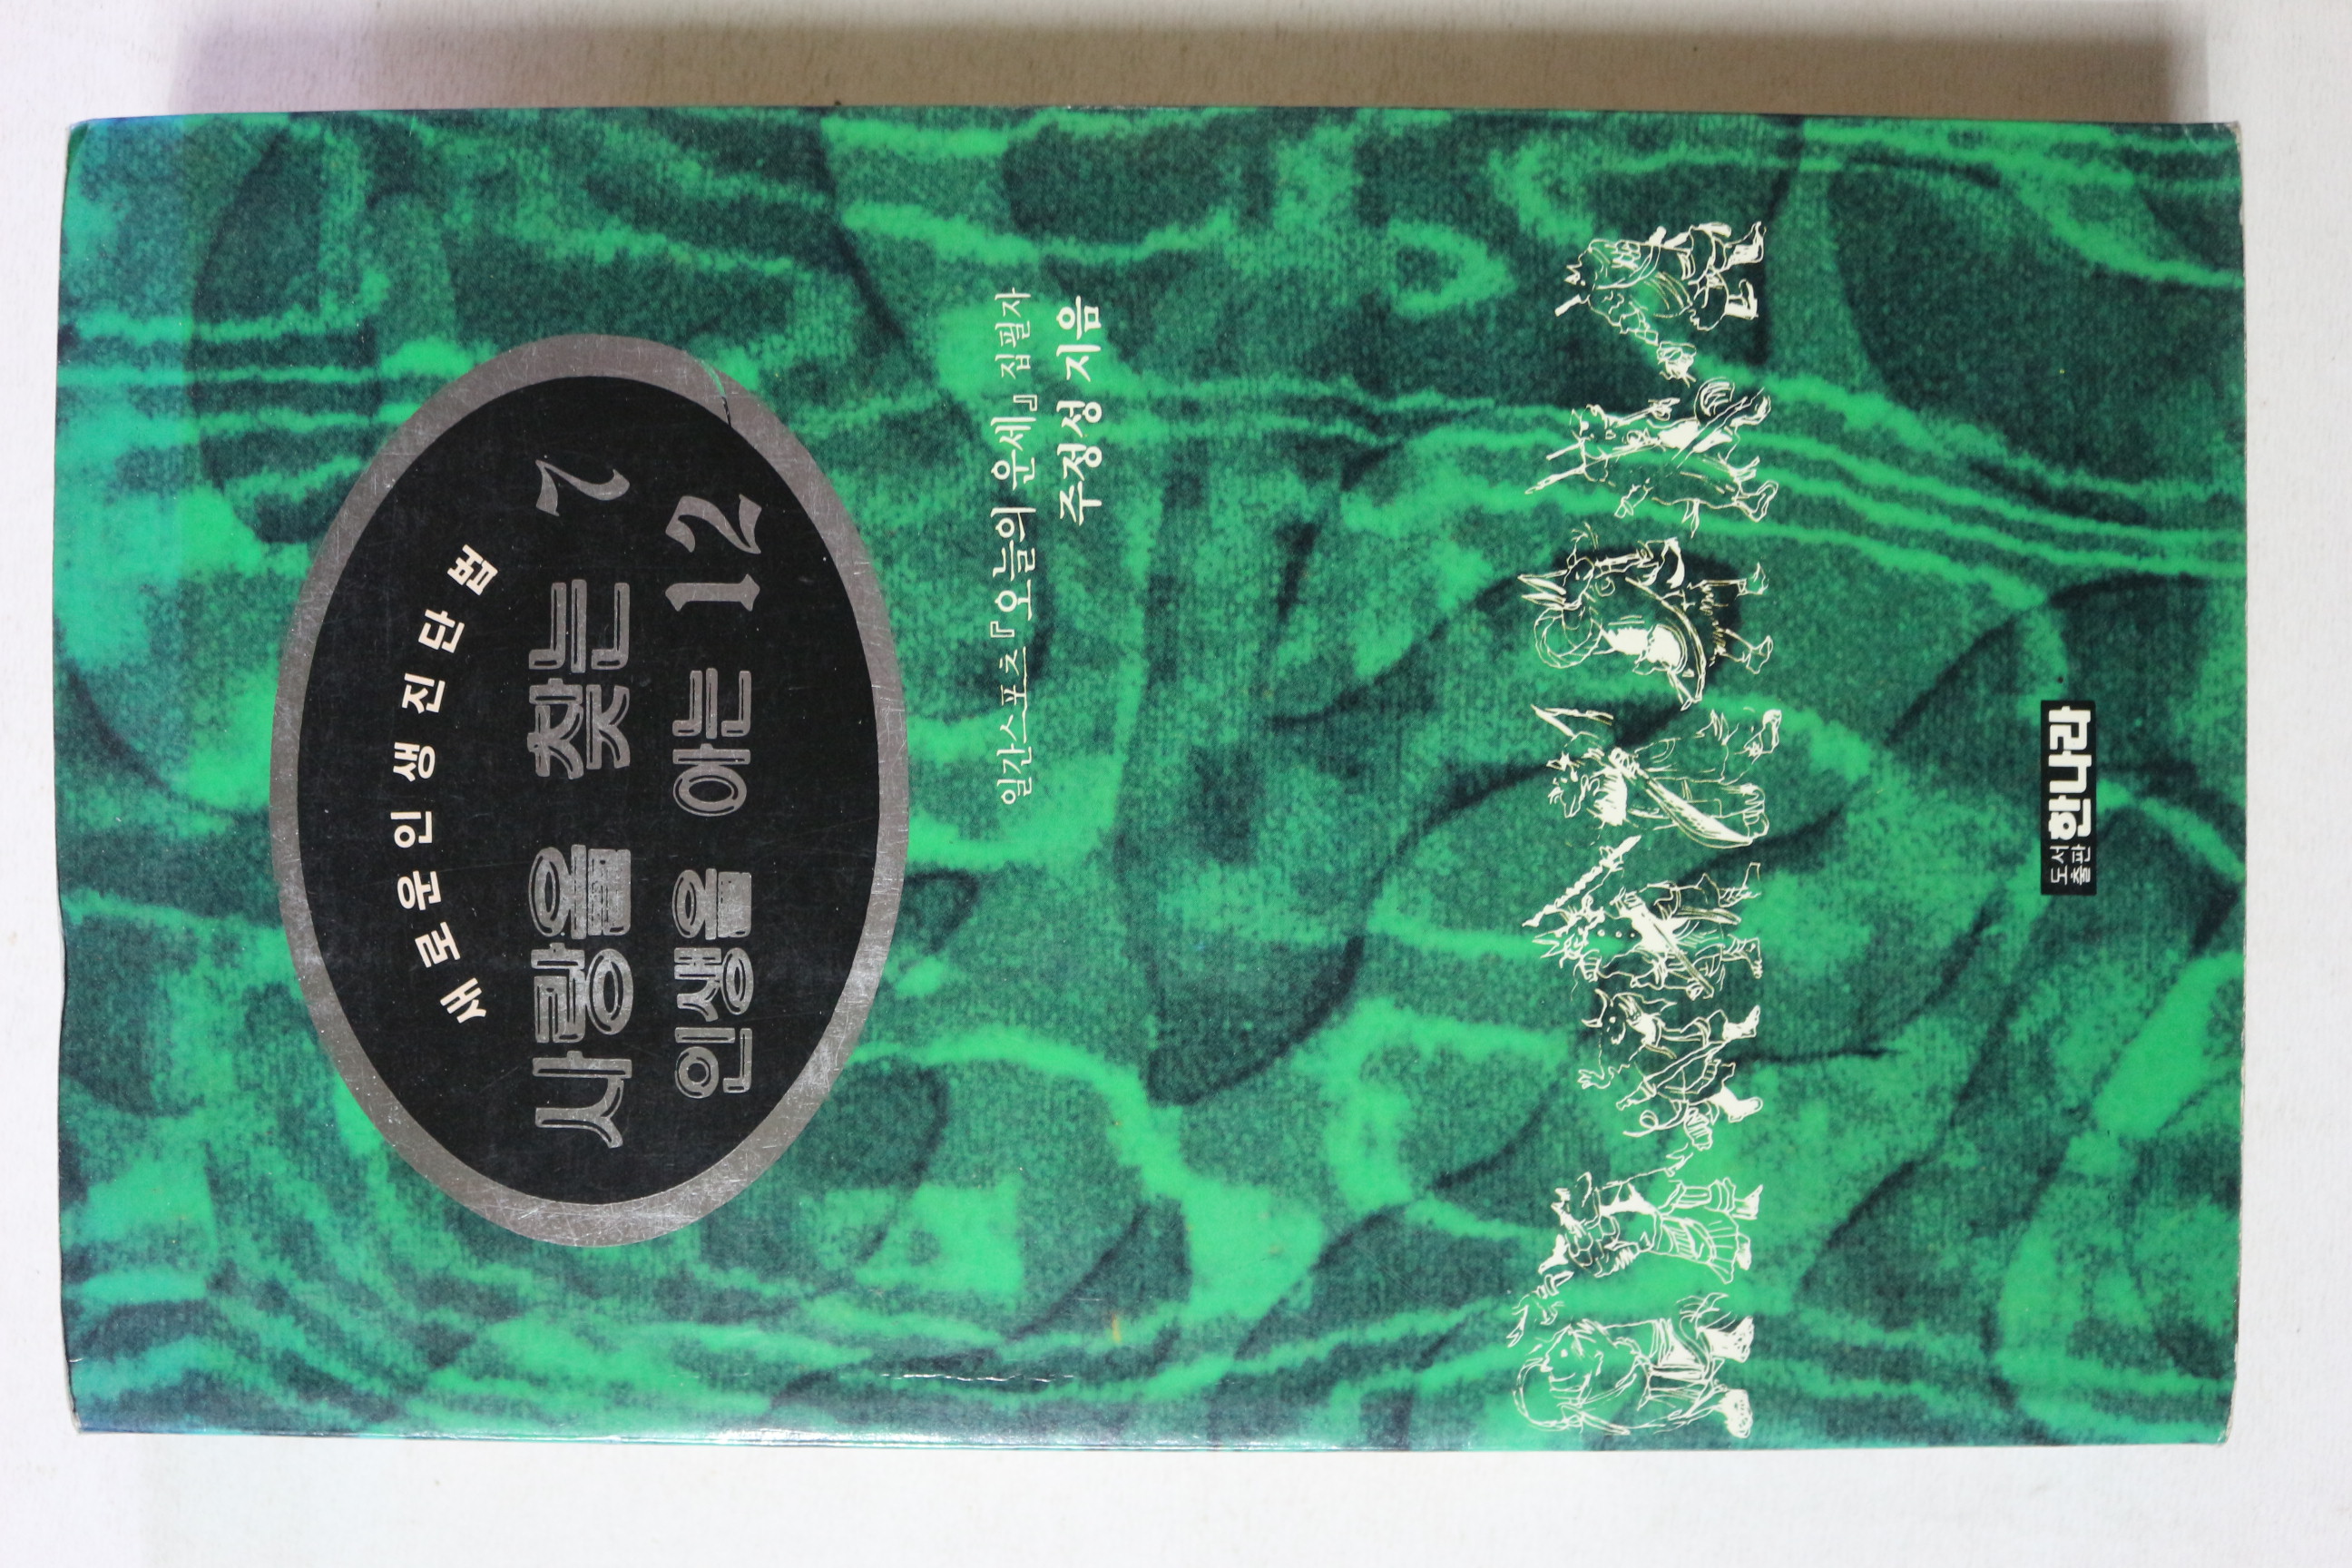 새로운 인생 진단법
사랑을 찾는 7
인생을 아는 12
일간스포츠『오늘의 운세』집필자
주정성 지음
도서출판 한나라